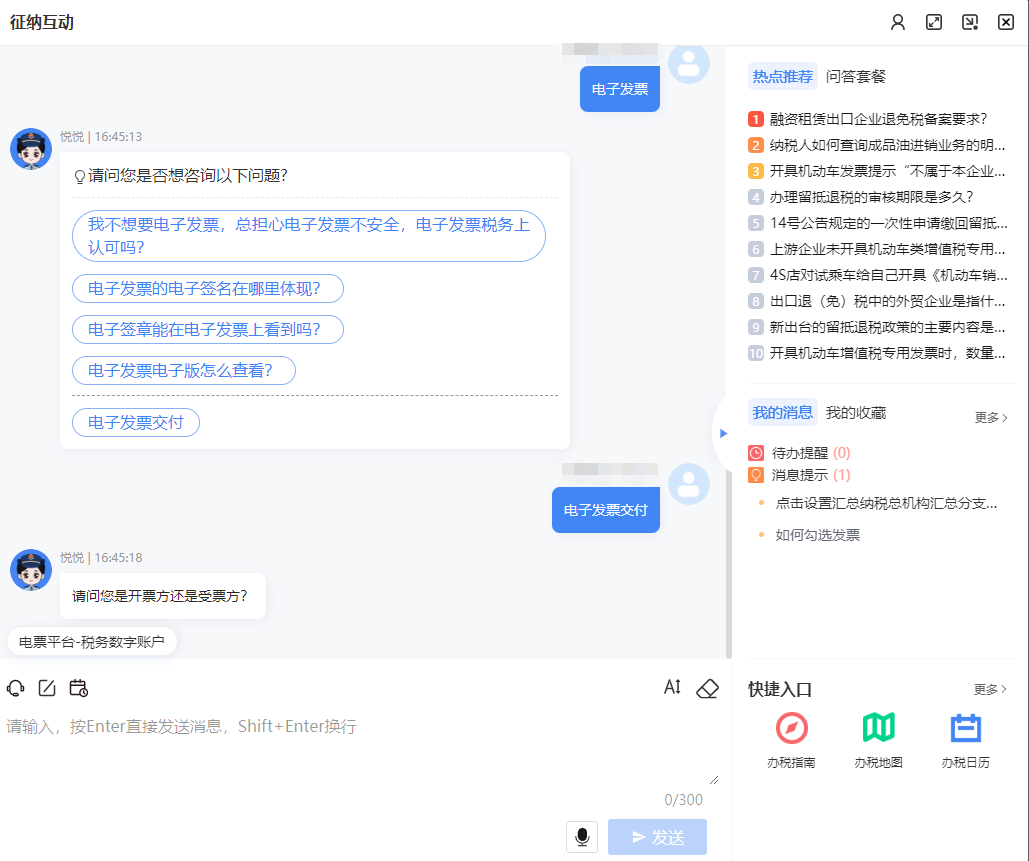 征纳互动
电子发票
悦悦 | 16:45:13
请问您是否想咨询以下问题?
我不想要电子发票，总担心电子发票不安全，电子发票税务上
认可吗?
电子发票的电子签名在哪里体现?
电子签章能在电子发票上看到吗?
电子发票电子版怎么查看?
电子发票交付
电子发票交付
悦悦 | 16:45:18
请问您是开票方还是受票方?
电票平台-税务数字账户
请输入，按Enter直接发送消息，Shift+Enter换行
0/300
发送
热点推荐 问答套餐
1 融资租赁出口企业退免税备案要求?
2 纳税人如何查询成品油进销业务的明...
3 开具机动车发票提示“不属于本企业...
4 办理留抵退税的审核期限是多久?
5 14号公告规定的一次性申请缴回留抵...
6 上游企业未开具机动车类增值税专用...
7 4S店对试乘车给自己开具《机动车销...
8 出口退（免）税中的外贸企业是指什...
9 新出台的留抵退税政策的主要内容是...
10 开具机动车增值税专用发票时，数量...
我的消息 我的收藏 更多
待办提醒 (0)
消息提示 (1)
点击设置汇总纳税总机构汇总分支...
如何勾选发票
快捷入口 更多
办税指南 办税地图 办税日历